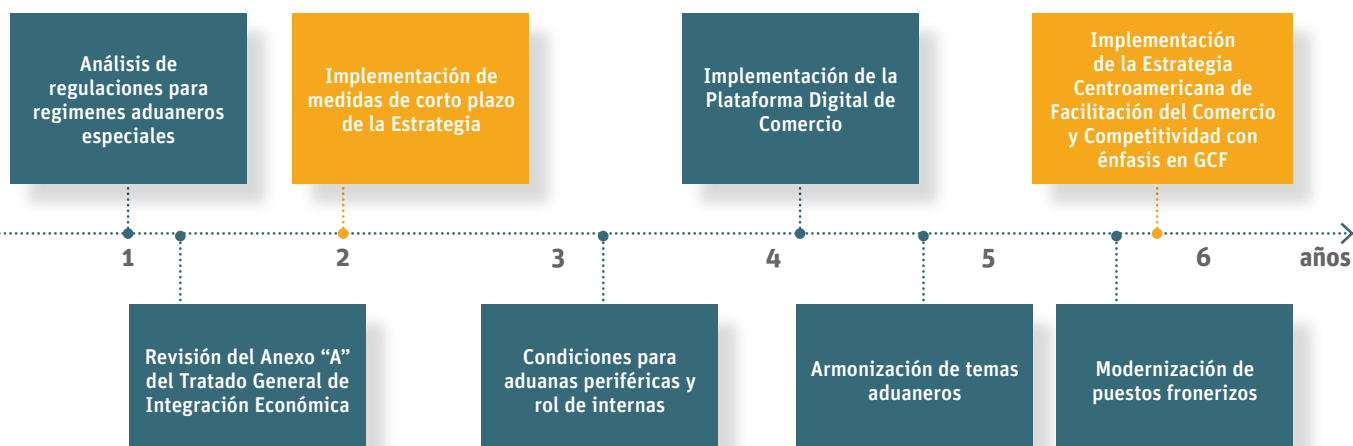 Análisis de
regulaciones para
regimenes aduaneros
especiales
Implementación de
medidas de corto plazo
de la Estrategia
Implementación de la
Plataforma Digital de
Comercio
Implementación
de la Estrategia
Centroamericana de
Facilitación del Comercio
y Competitividad con
énfasis en GCF
1 2 3 4 5 6 años
Revisión del Anexo “A”
del Tratado General de
Integración Económica
Condiciones para
aduanas periféricas y
rol de internas
Armonización de temas
aduaneros
Modernización de
puestos fronerizos